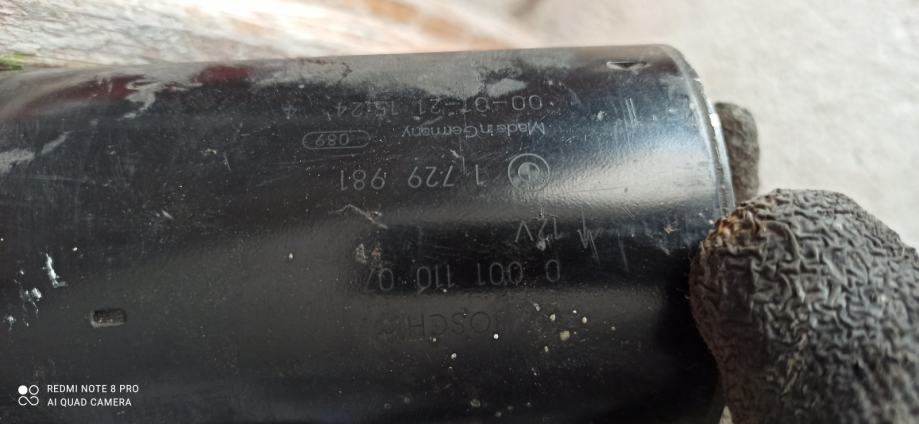 BOSCH
0 001 110 07
12V
1 729 981
Made in Germany 089
00-01-21 15:24
REDMI NOTE 8 PRO
AI QUAD CAMERA